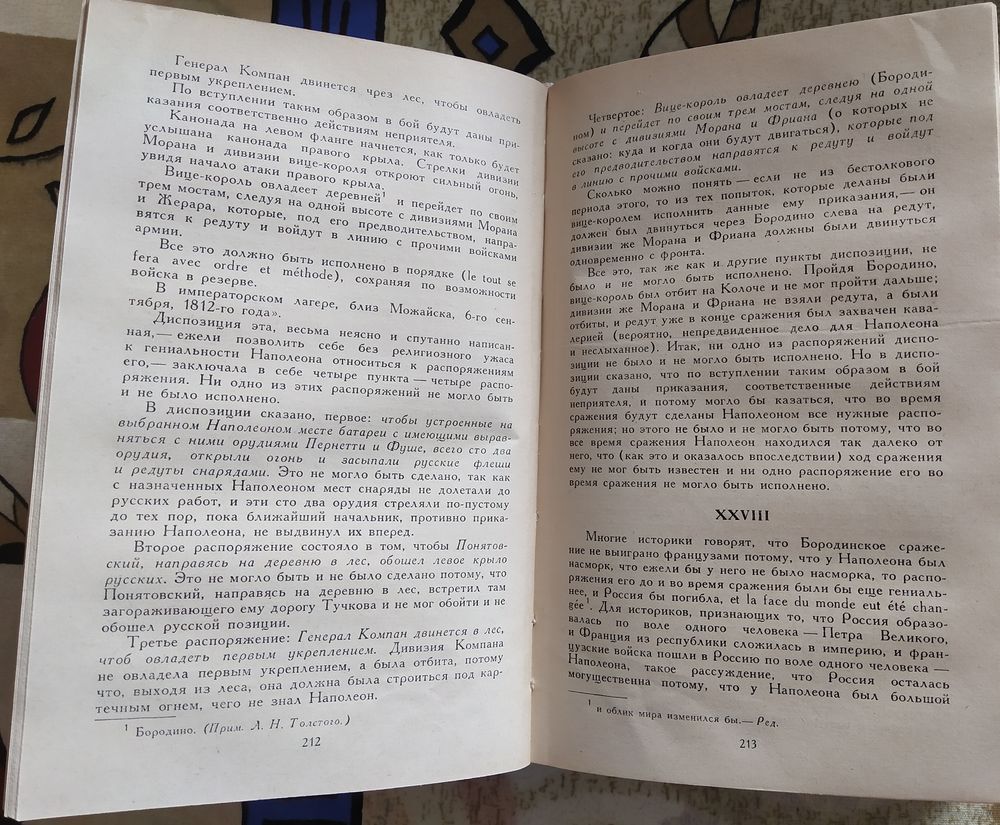 Генерал Компан двинется чрез лес, чтобы овладеть
первым укреплением.
По вступлении таким образом в бой будут даны при-
казания соответственно действиям неприятеля.
Канонада на левом фланге начнется, как только будет
услышана канонада правого крыла. Стрелки дивизии
Морана и дивизии вице-короля откроют сильный огонь,
увидя начало атаки правого крыла.
Вице-король овладеет деревней¹ и перейдет по своим
трем мостам, следуя на одной высоте с дивизиями Морана
и Жерара, которые, под его предводительством, напра-
вятся к редуту и войдут в линию с прочими войсками
армии.
Все это должно быть исполнено в порядке (le tout se
fera avec ordre et méthode), сохраняя по возможности
войска в резерве.
В императорском лагере, близ Можайска, 6-го сен-
тября, 1812-го года».
Диспозиция эта, весьма неясно и спутанно написан-
ная,— ежели позволить себе без религиозного ужаса
к гениальности Наполеона относиться к распоряжениям
его,— заключала в себе четыре пункта — четыре распо-
ряжения. Ни одно из этих распоряжений не могло быть
и не было исполнено.
В диспозиции сказано, первое: чтобы устроенные на
выбранном Наполеоном месте батареи с имеющими вырав-
няться с ними орудиями Пернетти и Фуше, всего сто два
орудия, открыли огонь и засыпали русские флеши
и редуты снарядами. Это не могло быть сделано, так как
с назначенных Наполеоном мест снаряды не долетали до
русских работ, и эти сто два орудия стреляли по-пустому
до тех пор, пока ближайший начальник, противно прика-
занию Наполеона, не выдвинул их вперед.
Второе распоряжение состояло в том, чтобы Понятов-
ский, направясь на деревню в лес, обошел левое крыло
русских. Это не могло быть и не было сделано потому, что
Понятовский, направясь на деревню в лес, встретил там
загораживающего ему дорогу Тучкова и не мог обойти и не
обошел русской позиции.
Третье распоряжение: Генерал Компан двинется в лес,
чтоб овладеть первым укреплением. Дивизия Компана
не овладела первым укреплением, а была отбита, потому
что, выходя из леса, она должна была строиться под кар-
течным огнем, чего не знал Наполеон.
¹ Бородино. (Прим. Л. Н. Толстого.)
212
Четвертое: Вице-король овладеет деревнею (Бороди-
ном) и перейдет по своим трем мостам, следуя на одной
высоте с дивизиями Морана и Фриана (о которых не
сказано: куда и когда они будут двигаться), которые под
его предводительством направятся к редуту и войдут
в линию с прочими войсками.
Сколько можно понять — если не из бестолкового
периода этого, то из тех попыток, которые деланы были
вице-королем исполнить данные ему приказания,— он
должен был двинуться через Бородино слева на редут,
дивизии же Морана и Фриана должны были двинуться
одновременно с фронта.
Все это, так же как и другие пункты диспозиции, не
было и не могло быть исполнено. Пройдя Бородино,
вице-король был отбит на Колоче и не мог пройти дальше;
дивизии же Морана и Фриана не взяли редута, а были
отбиты, и редут уже в конце сражения был захвачен кава-
лерией (вероятно, непредвиденное дело для Наполеона
и неслыханное). Итак, ни одно из распоряжений диспо-
зиции не было и не могло быть исполнено. Но в диспо-
зиции сказано, что по вступлении таким образом в бой
будут даны приказания, соответственные действиям
неприятеля, и потому могло бы казаться, что во время
сражения будут сделаны Наполеоном все нужные распо-
ряжения; но этого не было и не могло быть потому, что во
все время сражения Наполеон находился так далеко от
него, что (как это и оказалось впоследствии) ход сражения
ему не мог быть известен и ни одно распоряжение его во
время сражения не могло быть исполнено.
XXVIII
Многие историки говорят, что Бородинское сраже-
ние не выиграно французами потому, что у Наполеона был
насморк, что ежели бы у него не было насморка, то распо-
ряжения его до и во время сражения были бы еще гениаль-
нее, и Россия бы погибла, et la face du monde eut été chan-
gée¹. Для историков, признающих то, что Россия образо-
валась по воле одного человека — Петра Великого,
и Франция из республики сложилась в империю, и фран-
цузские войска пошли в Россию по воле одного человека —
Наполеона, такое рассуждение, что Россия осталась
могущественна потому, что у Наполеона был большой
¹ и облик мира изменился бы.— Ред.
213